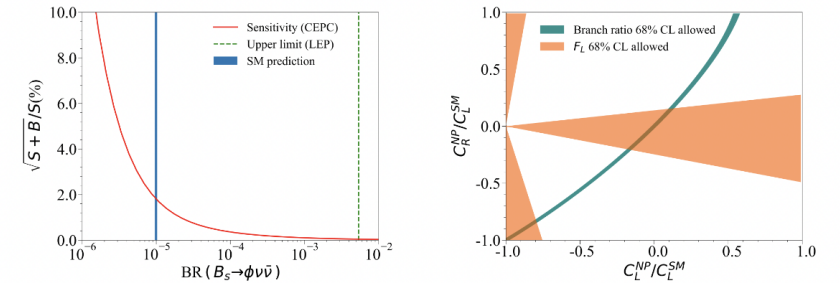 10.0
8.0
6.0
4.0
2.0
0.0
√S + B /S(%)
Sensitivity (CEPC)
Upper limit (LEP)
SM prediction
10⁻⁶ 10⁻⁵ 10⁻⁴ 10⁻³ 10⁻²
BR (Bₛ→ϕνν̄)
1.0
0.5
0.0
-0.5
-1.0
C_R^NP/C_L^SM
Branch ratio 68% CL allowed
F_L 68% CL allowed
-1.0 -0.5 0.0 0.5 1.0
C_L^NP/C_L^SM